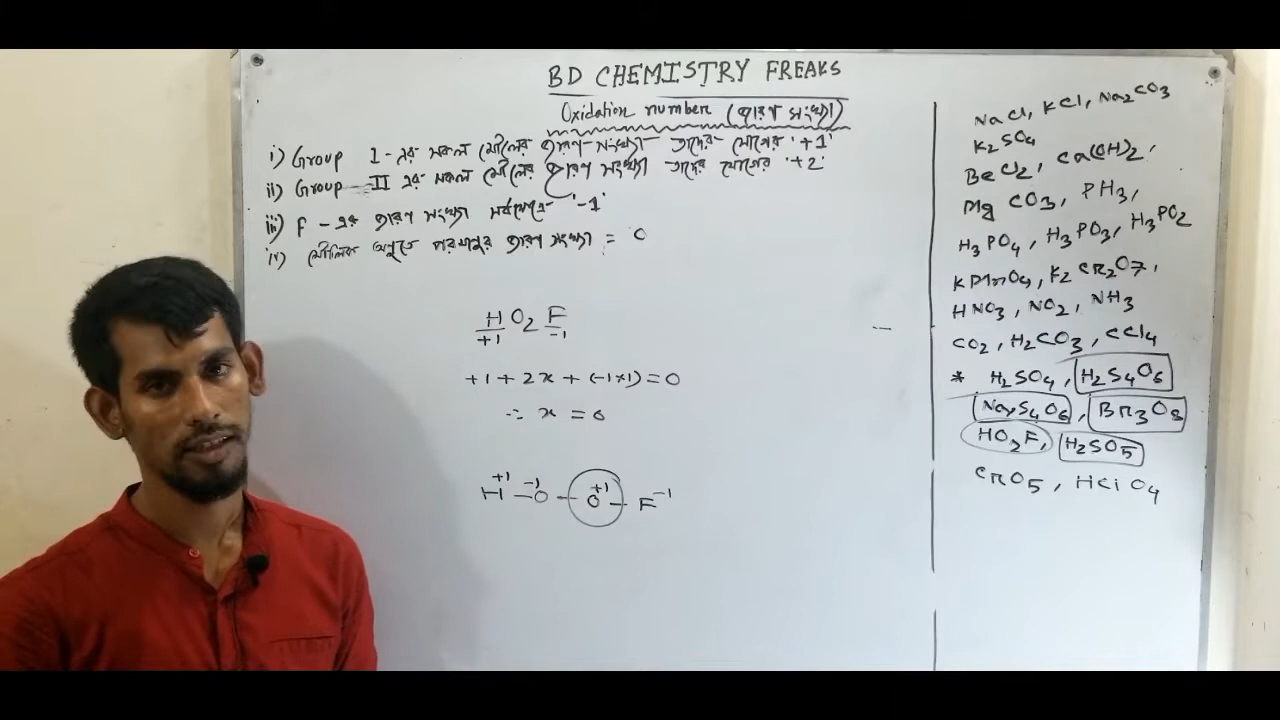 BD CHEMISTRY FREAKS
Oxidation number (জারণ সংখ্যা)
i) Group I-এর সকল মৌলের জারণ সংখ্যা তাদের যৌগের '+1'
ii) Group II এর সকল মৌলের জারণ সংখ্যা তাদের যৌগের '+2'
iii) F-এর জারণ সংখ্যা সর্বক্ষেত্রে '-1'
iv) মৌলিক অনুতে পরমানুর জারণ সংখ্যা = 0
HO2F
+1 -1
+1 + 2x + (-1×1) = 0
∴ x = 0
+1 -1 +1 -1
H-O-O-F
NaCl, KCl, Na2CO3
K2SO4
BeCl2, Ca(OH)2,
MgCO3, PH3,
H3PO4, H3PO3, H3PO2
KMnO4, K2CR2O7,
HNO3, NO2, NH3
CO2, H2CO3, CCl4
* H2SO4, H2S4O6
Na2S4O6, BR3O8
HO2F, H2SO5
CRO5, HClO4